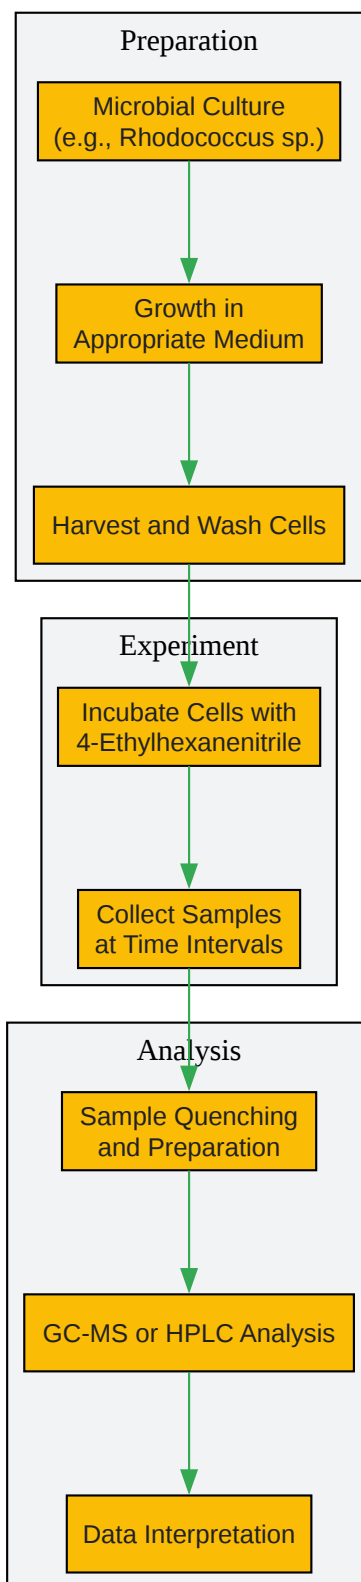 Preparation
Microbial Culture
(e.g., Rhodococcus sp.)
Growth in
Appropriate Medium
Harvest and Wash Cells
Experiment
Incubate Cells with
4-Ethylhexanenitrile
Collect Samples
at Time Intervals
Analysis
Sample Quenching
and Preparation
GC-MS or HPLC Analysis
Data Interpretation